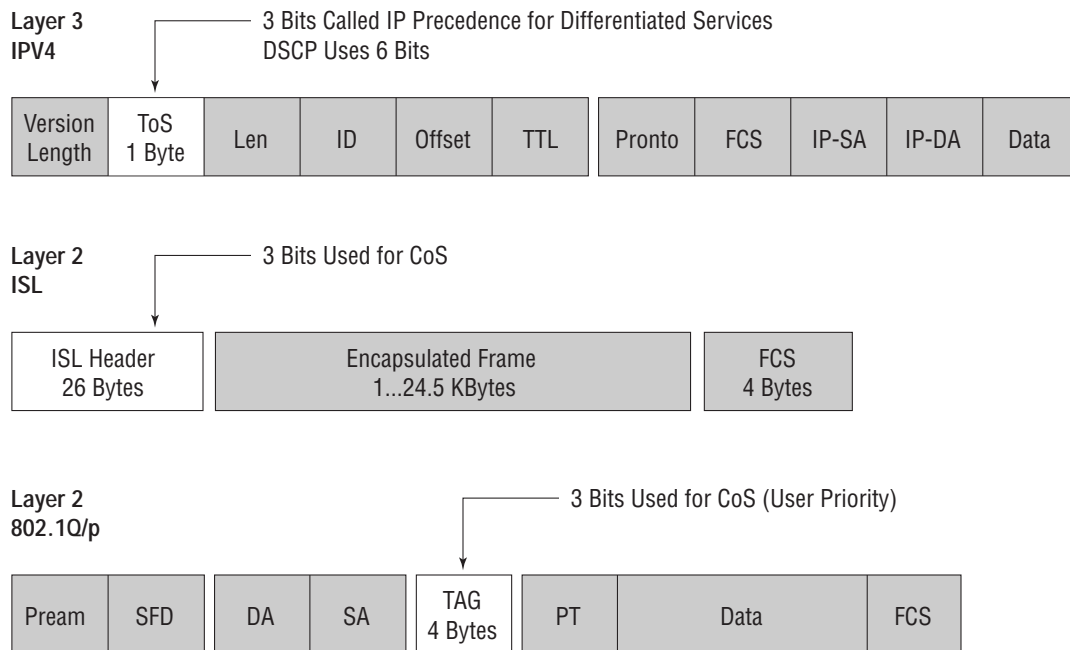 Layer 3
IPV4
3 Bits Called IP Precedence for Differentiated Services
DSCP Uses 6 Bits
Version
Length
ToS
1 Byte
Len
ID
Offset
TTL
Pronto
FCS
IP-SA
IP-DA
Data
Layer 2
ISL
3 Bits Used for CoS
ISL Header
26 Bytes
Encapsulated Frame
1...24.5 KBytes
FCS
4 Bytes
Layer 2
802.1Q/p
3 Bits Used for CoS (User Priority)
Pream
SFD
DA
SA
TAG
4 Bytes
PT
Data
FCS